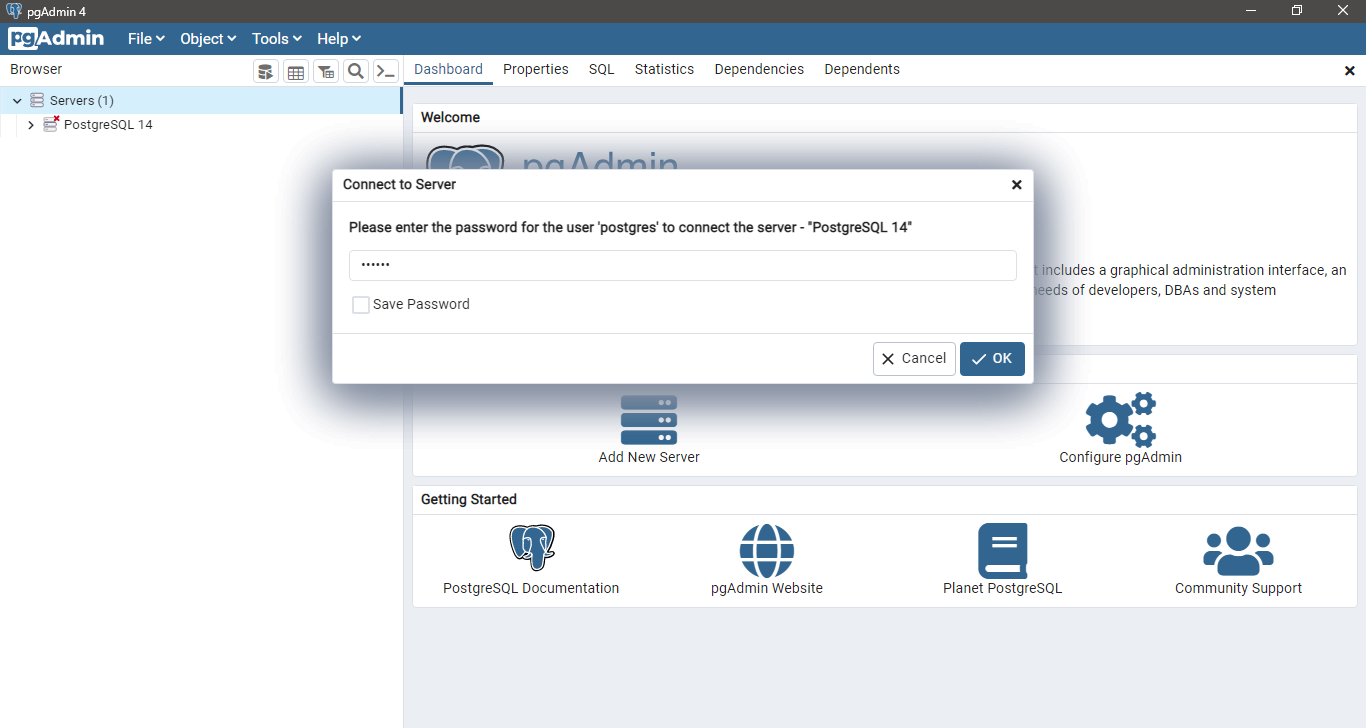 pgAdmin 4
pgAdmin File Object Tools Help
Browser
Dashboard Properties SQL Statistics Dependencies Dependents
Servers (1)
PostgreSQL 14
Welcome
pgAdmin
Connect to Server
Please enter the password for the user 'postgres' to connect the server - "PostgreSQL 14"
••••••
Save Password
Cancel OK
includes a graphical administration interface, an
of developers, DBAs and system
Add New Server Configure pgAdmin
Getting Started
PostgreSQL Documentation pgAdmin Website Planet PostgreSQL Community Support